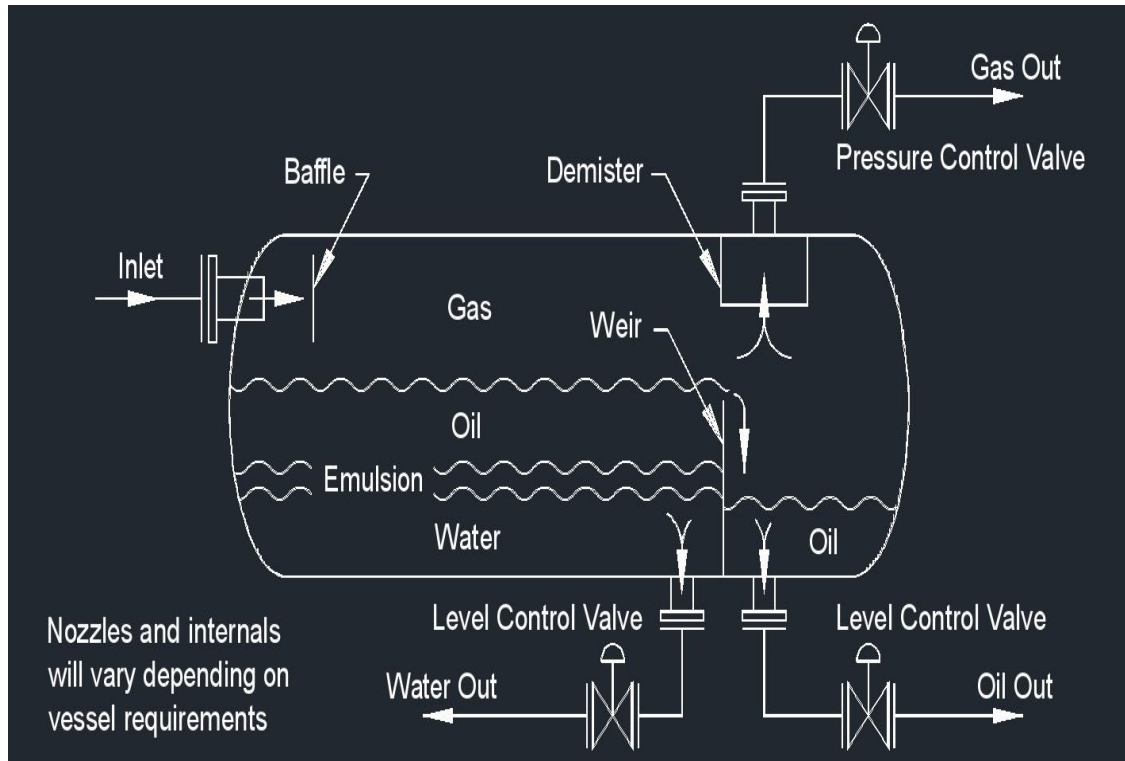 Gas Out
Pressure Control Valve
Baffle
Demister
Inlet
Gas
Weir
Oil
Emulsion
Water
Oil
Level Control Valve
Level Control Valve
Nozzles and internals
will vary depending on
vessel requirements
Water Out
Oil Out